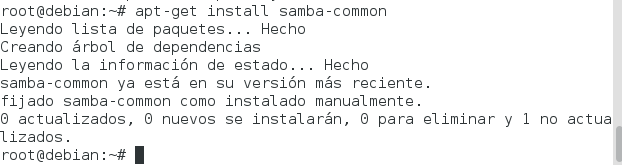 root@debian:~# apt-get install samba-common
Leyendo lista de paquetes... Hecho
Creando árbol de dependencias
Leyendo la información de estado... Hecho
samba-common ya está en su versión más reciente.
fijado samba-common como instalado manualmente.
0 actualizados, 0 nuevos se instalarán, 0 para eliminar y 1 no actua
lizados.
root@debian:~#